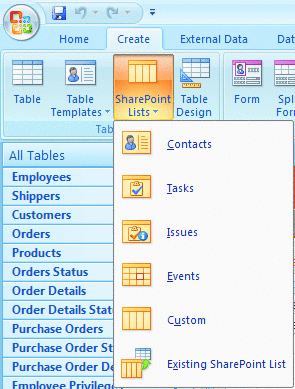 Home Create External Data Dat
Table
Table Templates
SharePoint Lists
Table Design
Form
Spl
Form
Tab
All Tables
Employees
Shippers
Customers
Orders
Products
Orders Status
Order Details
Order Details Stat
Purchase Orders
Purchase Order St
Purchase Order De
Employee Privileg
Contacts
Tasks
Issues
Events
Custom
Existing SharePoint List